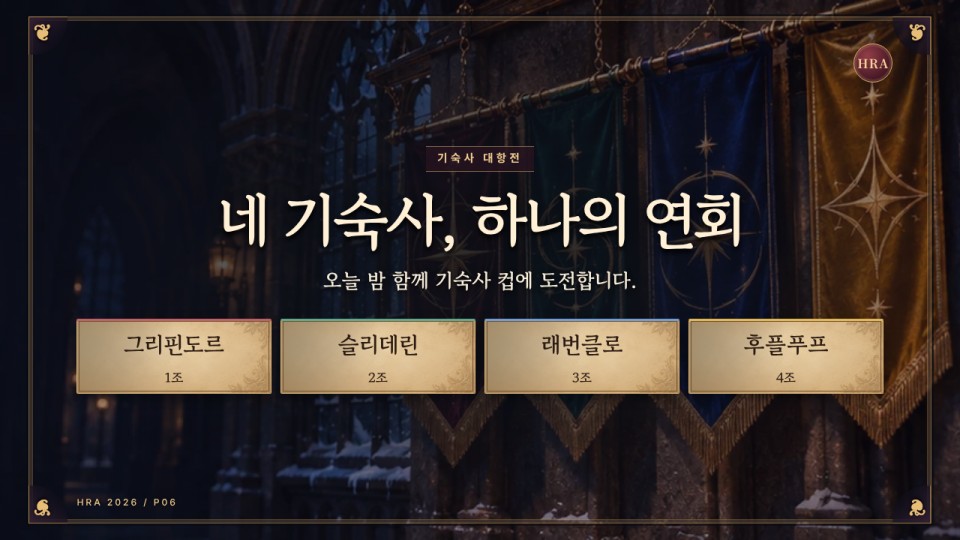 HRA
기숙사 대항전
네 기숙사, 하나의 연회
오늘 밤 함께 기숙사 컵에 도전합니다.
그리핀도르
1조
슬리데린
2조
래번클로
3조
후플푸프
4조
HRA 2026 / P06